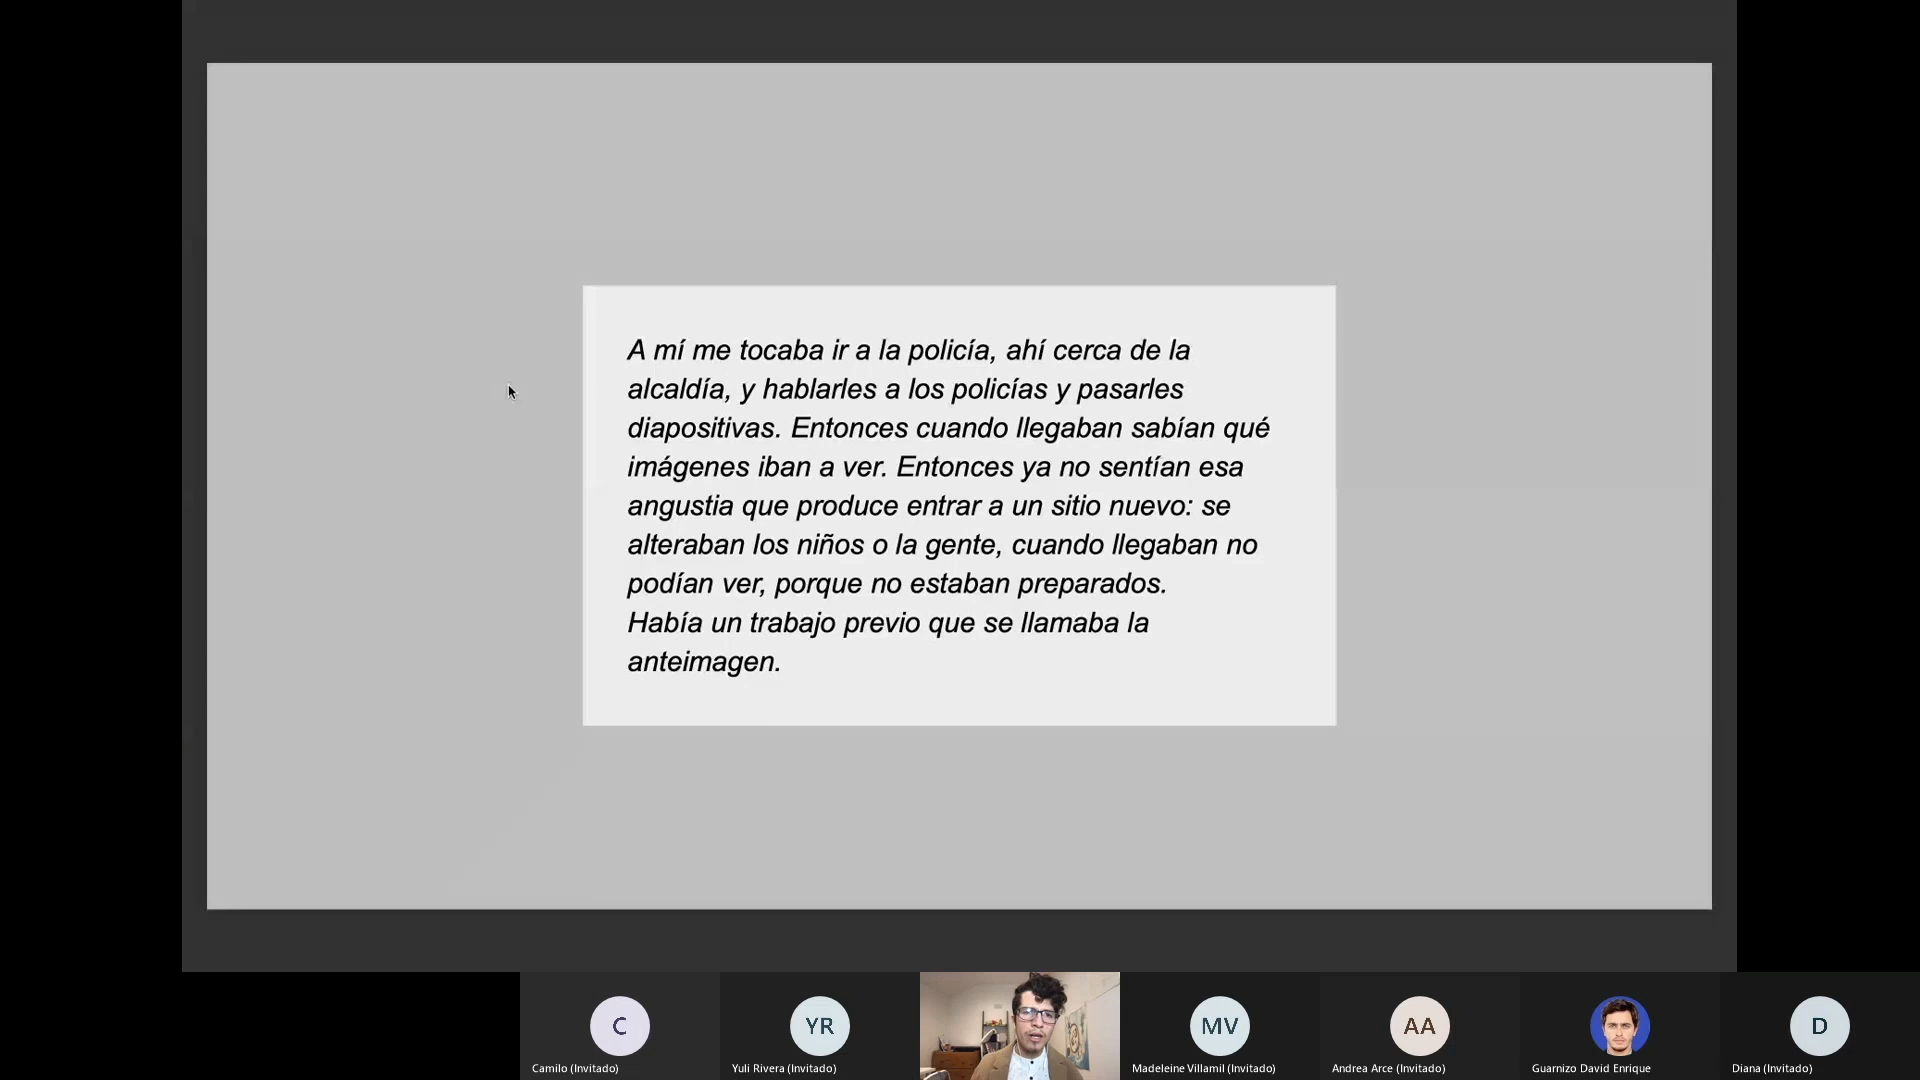 A mí me tocaba ir a la policía, ahí cerca de la
alcaldía, y hablarles a los policías y pasarles
diapositivas. Entonces cuando llegaban sabían qué
imágenes iban a ver. Entonces ya no sentían esa
angustia que produce entrar a un sitio nuevo: se
alteraban los niños o la gente, cuando llegaban no
podían ver, porque no estaban preparados.
Había un trabajo previo que se llamaba la
anteimagen.
C
YR
MV
AA
D
Camilo (Invitado)
Yuli Rivera (Invitado)
Madeleine Villamil (Invitado)
Andrea Arce (Invitado)
Guarnizo David Enrique
Diana (Invitado)